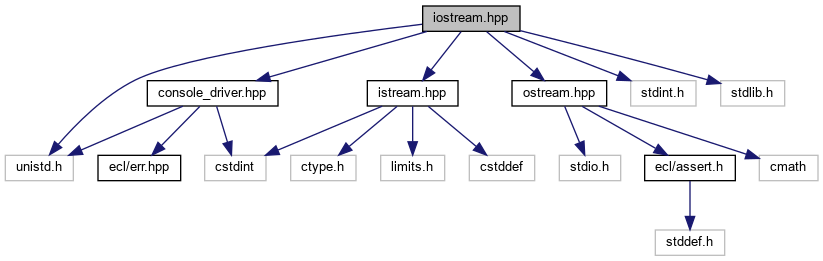 iostream.hpp
console_driver.hpp
istream.hpp
ostream.hpp
stdint.h
stdlib.h
unistd.h
ecl/err.hpp
cstdint
ctype.h
limits.h
cstddef
stdio.h
ecl/assert.h
cmath
stddef.h